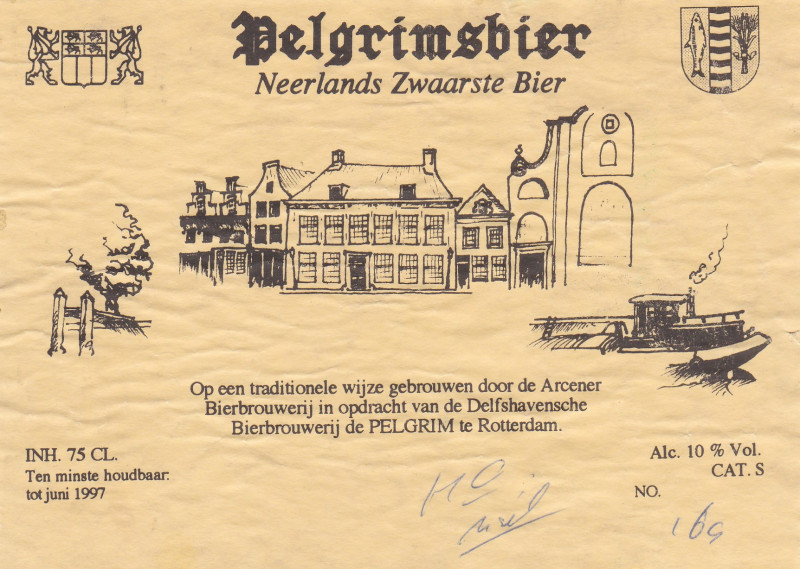 Pelgrimsbier
Neerlands Zwaarste Bier
Op een traditionele wijze gebrouwen door de Arcener
Bierbrouwerij in opdracht van de Delfshavensche
Bierbrouwerij de PELGRIM te Rotterdam.
INH. 75 CL.
Ten minste houdbaar:
tot juni 1997
Alc. 10 % Vol.
CAT. S
NO.